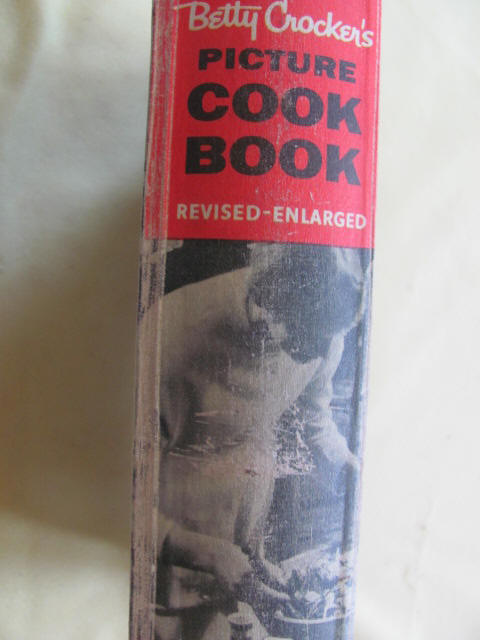 Betty Crocker's
PICTURE
COOK
BOOK
REVISED-ENLARGED